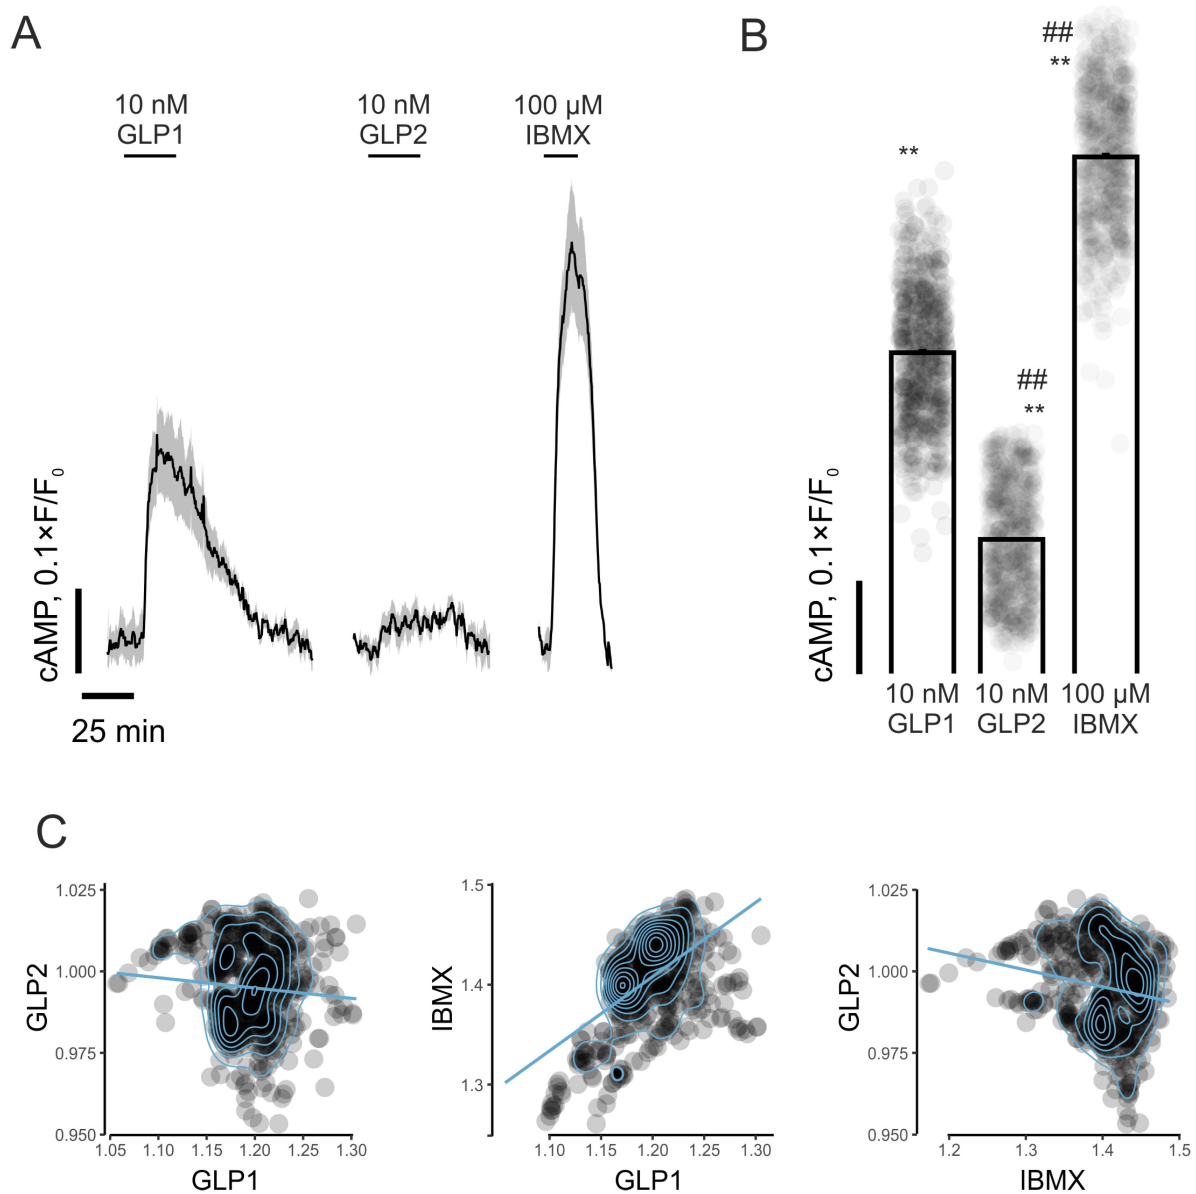 A
10 nM
GLP1
10 nM
GLP2
100 µM
IBMX
cAMP, 0.1×F/F0
25 min
B
**
##
**
##
**
cAMP, 0.1×F/F0
10 nM
GLP1
10 nM
GLP2
100 µM
IBMX
C
GLP2
1.025
1.000
0.975
0.950
1.05 1.10 1.15 1.20 1.25 1.30
GLP1
IBMX
1.5
1.4
1.3
1.10 1.15 1.20 1.25 1.30
GLP1
GLP2
1.025
1.000
0.975
0.950
1.2 1.3 1.4 1.5
IBMX